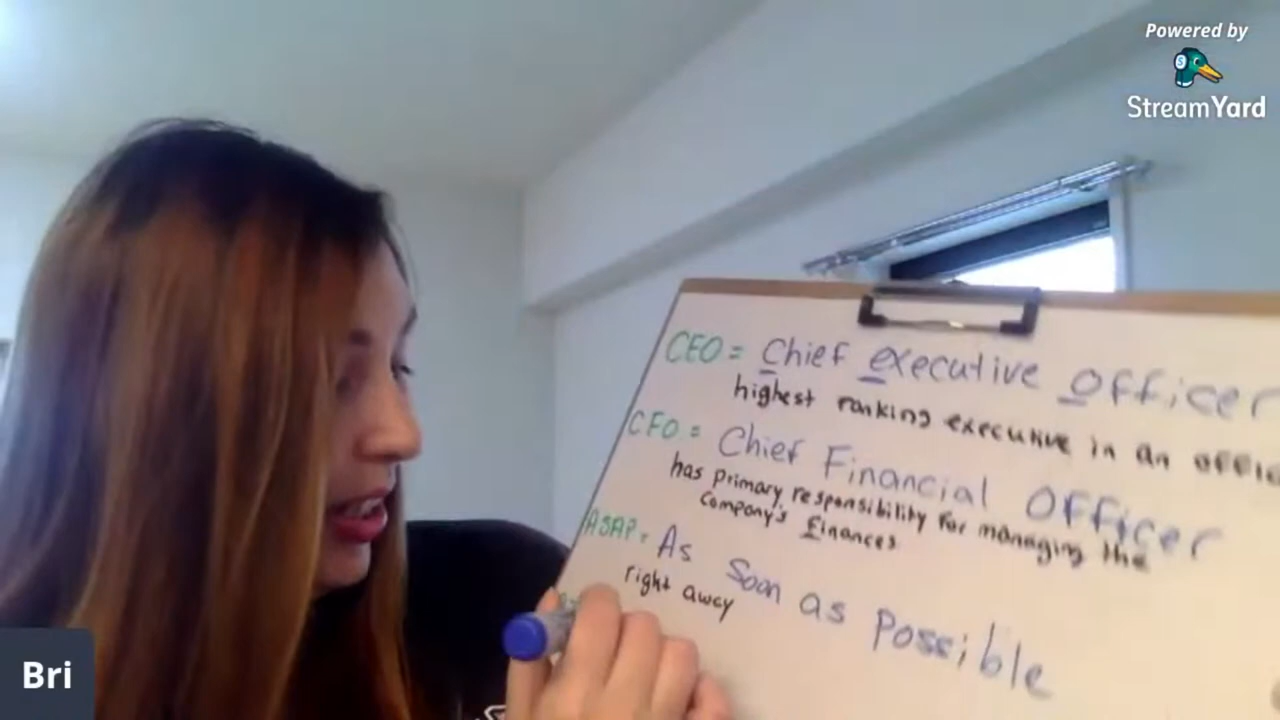 Powered by
StreamYard
CEO = Chief executive officer
highest ranking executive in an
CFO = Chief Financial Officer
has primary responsibility for managing the
company's finances
ASAP = As Soon as possible
right away
Bri